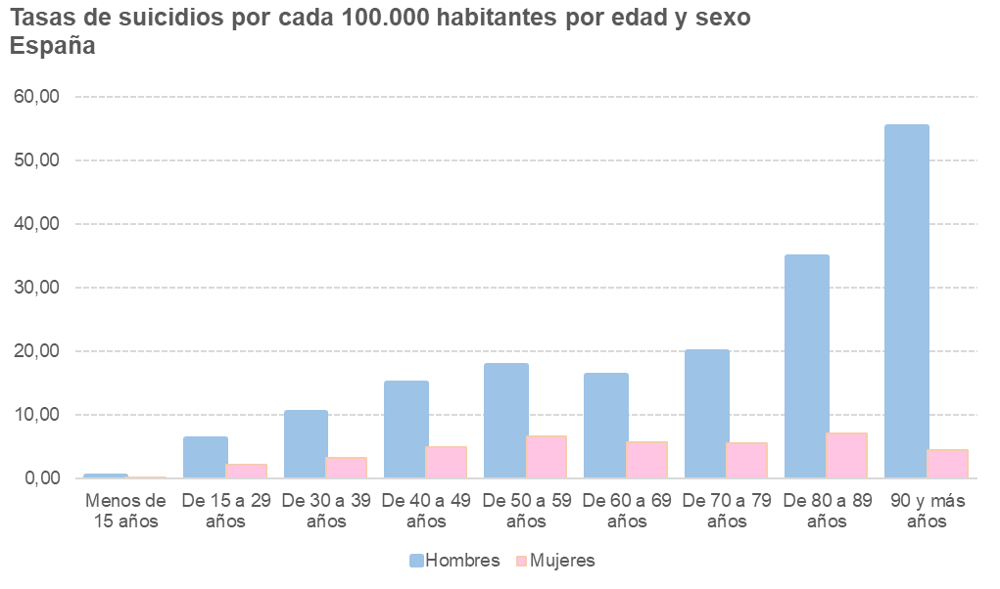 Tasas de suicidios por cada 100.000 habitantes por edad y sexo
España
60,00
50,00
40,00
30,00
20,00
10,00
0,00
Menos de
15 años
De 15 a 29
años
De 30 a 39
años
De 40 a 49
años
De 50 a 59
años
De 60 a 69
años
De 70 a 79
años
De 80 a 89
años
90 y más
años
Hombres
Mujeres